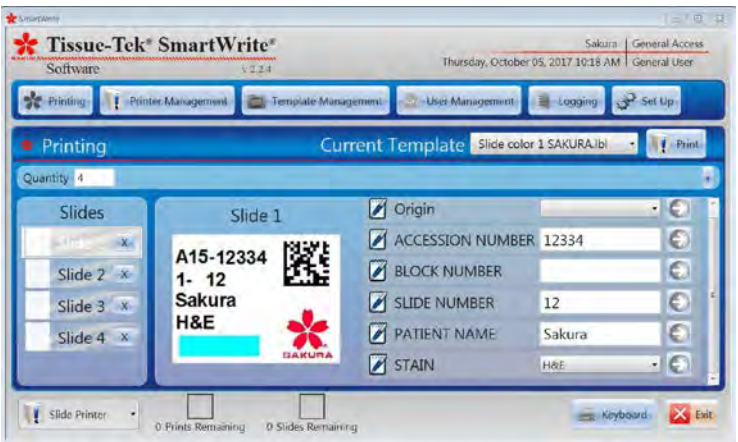 SmartWrite
Tissue-Tek® SmartWrite®
Software
v 2.2.4
Sakura General Access
Thursday, October 05, 2017 10:18 AM General User
Printing Printer Management Template Management User Management Logging Set Up
Printing Current Template Slide color 1 SAKURA.lbl Print
Quantity 4
Slides
X
Slide 2 X
Slide 3 X
Slide 4 X
Slide 1
A15-12334
1- 12
Sakura
H&E
SAKURA
Origin
ACCESSION NUMBER 12334
BLOCK NUMBER
SLIDE NUMBER 12
PATIENT NAME Sakura
STAIN H&E
Slide Printer 0 Prints Remaining 0 Slides Remaining Keyboard Exit